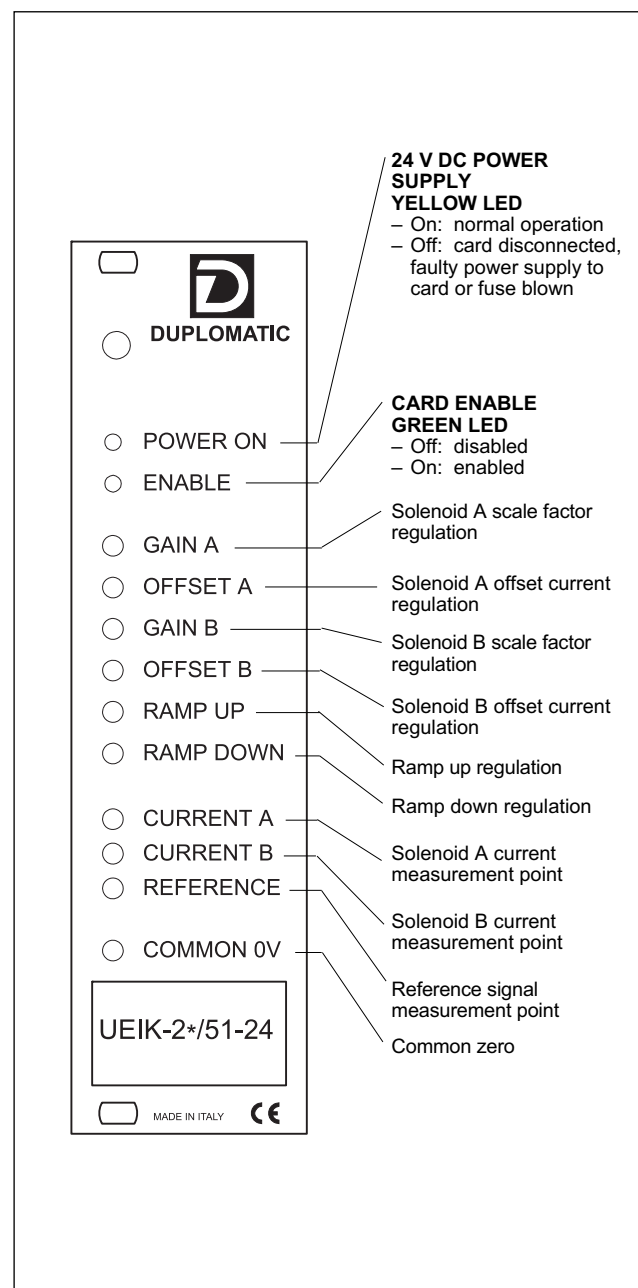 24 V DC POWER
SUPPLY
YELLOW LED
– On: normal operation
– Off: card disconnected,
faulty power supply to
card or fuse blown
D
DUPLOMATIC
CARD ENABLE
GREEN LED
– Off: disabled
– On: enabled
POWER ON
ENABLE
Solenoid A scale factor
regulation
GAIN A
OFFSET A
Solenoid A offset current
regulation
GAIN B
Solenoid B scale factor
regulation
OFFSET B
Solenoid B offset current
regulation
RAMP UP
Ramp up regulation
RAMP DOWN
Ramp down regulation
CURRENT A
Solenoid A current
measurement point
CURRENT B
Solenoid B current
measurement point
REFERENCE
Reference signal
measurement point
COMMON 0V
Common zero
UEIK-2*/51-24
MADE IN ITALY CE